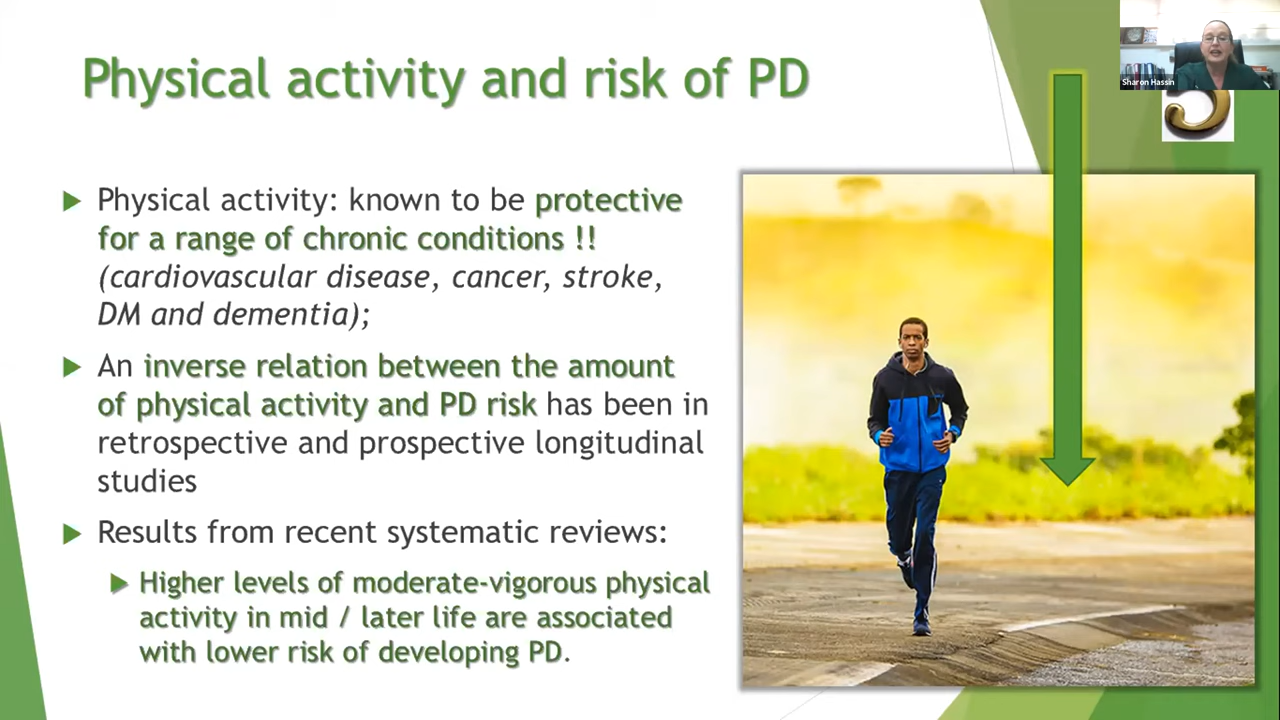 Physical activity and risk of PD
Sharon Hassin
Physical activity: known to be protective
for a range of chronic conditions !!
(cardiovascular disease, cancer, stroke,
DM and dementia);
An inverse relation between the amount
of physical activity and PD risk has been in
retrospective and prospective longitudinal
studies
Results from recent systematic reviews:
Higher levels of moderate-vigorous physical
activity in mid / later life are associated
with lower risk of developing PD.